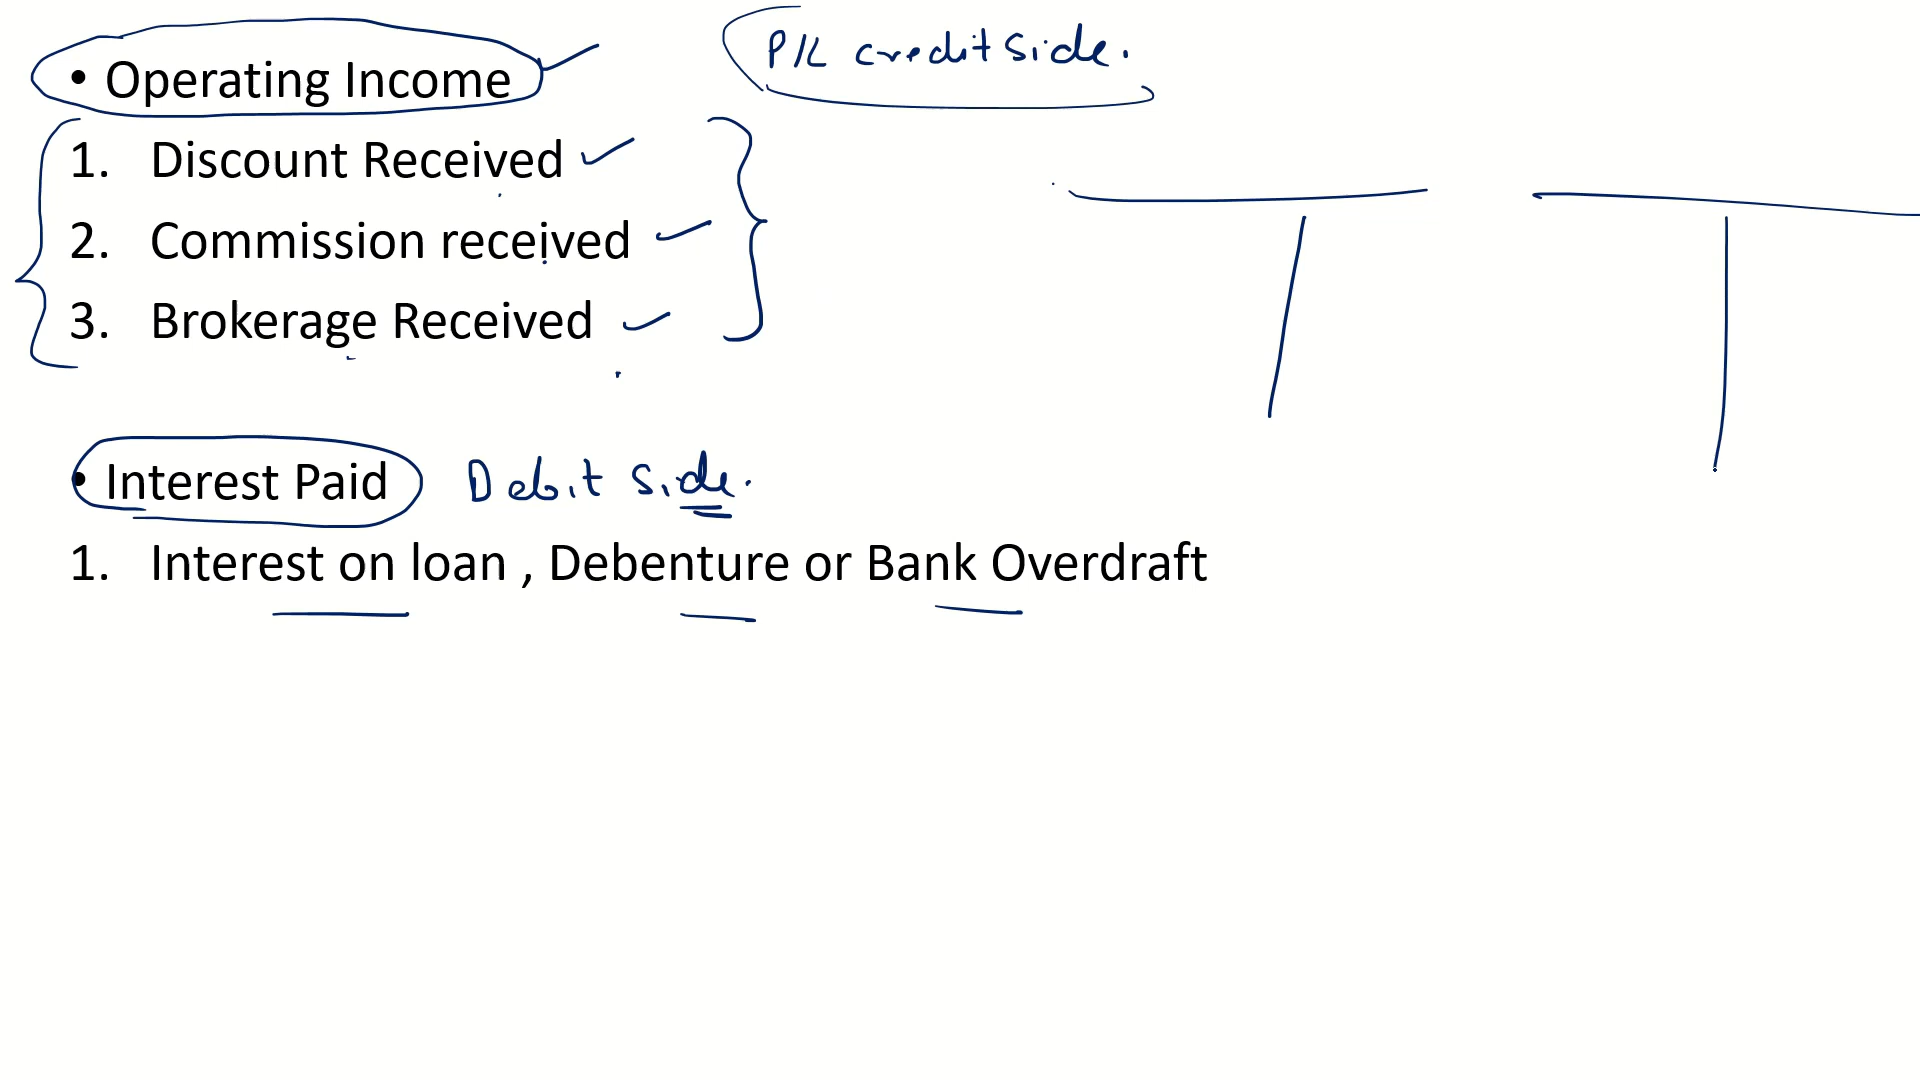 • Operating Income
P/L credit side.
1. Discount Received
2. Commission received
3. Brokerage Received
• Interest Paid Debit side.
1. Interest on loan , Debenture or Bank Overdraft